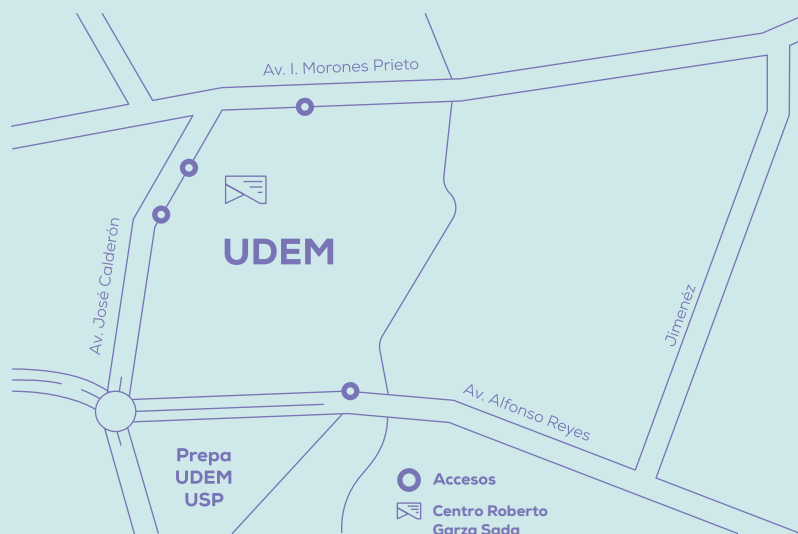 Av. I. Morones Prieto
Av. José Calderón
UDEM
Jimenéz
Av. Alfonso Reyes
Prepa
UDEM
USP
Accesos
Centro Roberto
Garza Sada